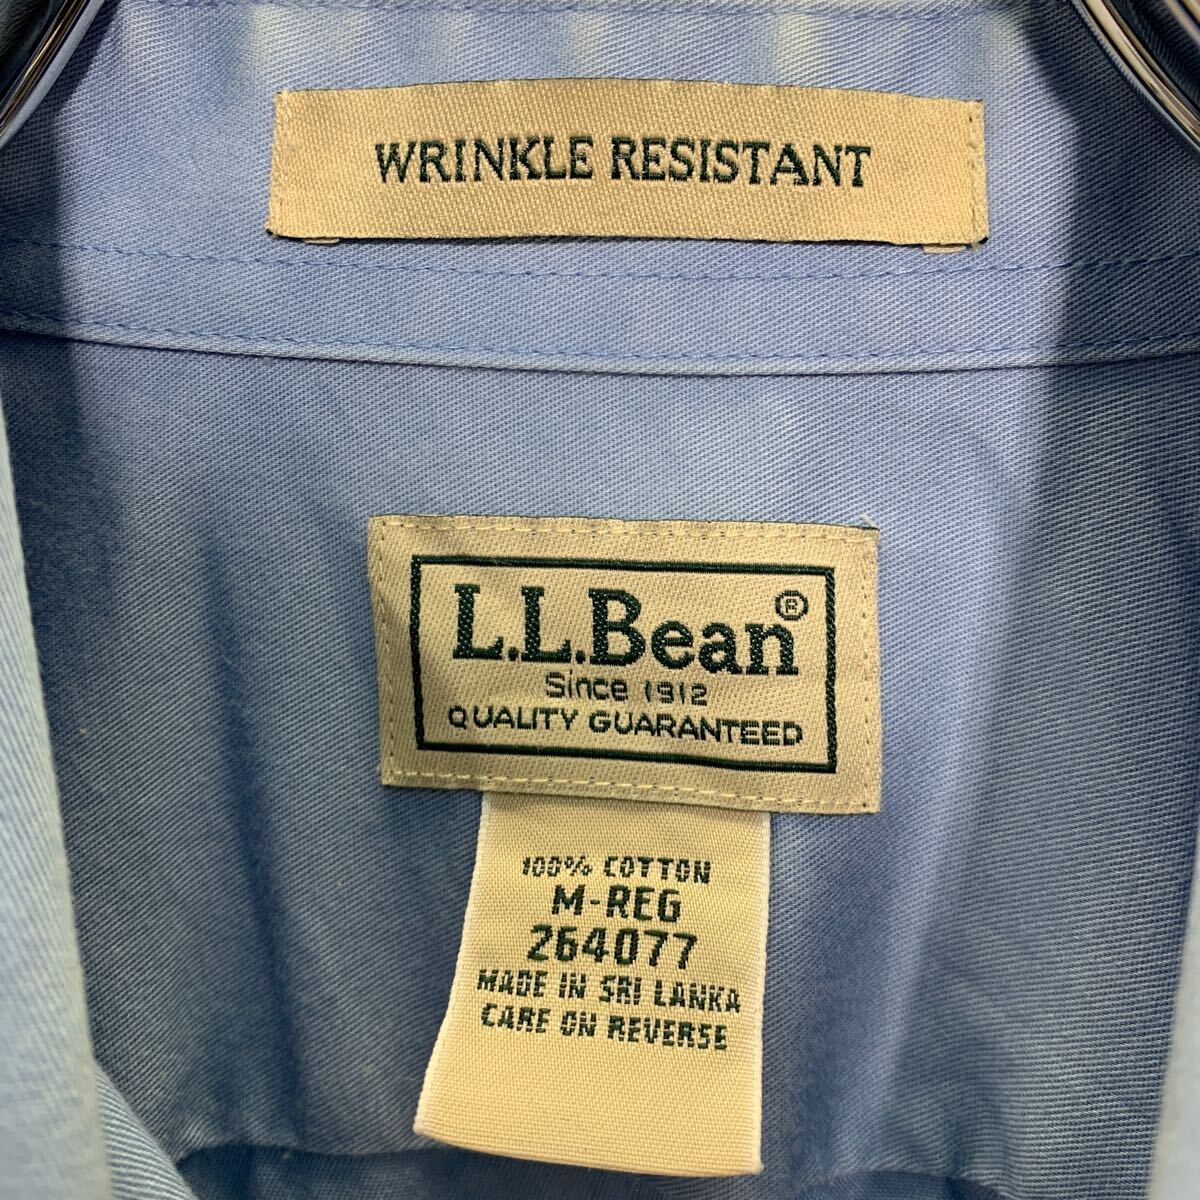 WRINKLE RESISTANT
L.L.Bean®
Since 1912
QUALITY GUARANTEED
100% COTTON
M-REG
264077
MADE IN SRI LANKA
CARE ON REVERSE